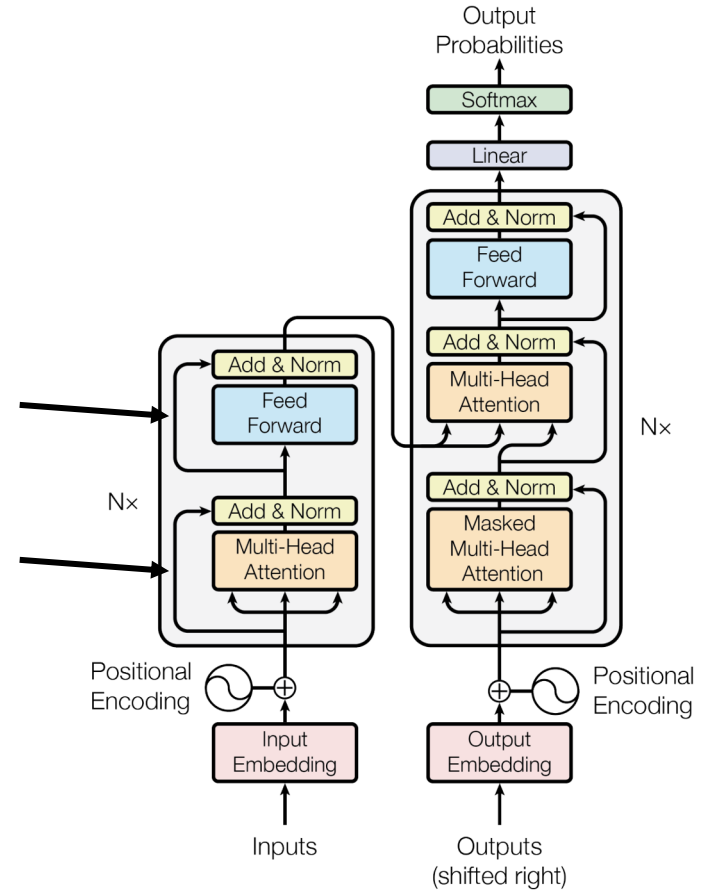 Output
Probabilities
Softmax
Linear
Add & Norm
Feed
Forward
Add & Norm
Multi-Head
Attention
Add & Norm
Masked
Multi-Head
Attention
N×
Add & Norm
Feed
Forward
N×
Add & Norm
Multi-Head
Attention
Positional
Encoding
Positional
Encoding
Input
Embedding
Output
Embedding
Inputs
Outputs
(shifted right)